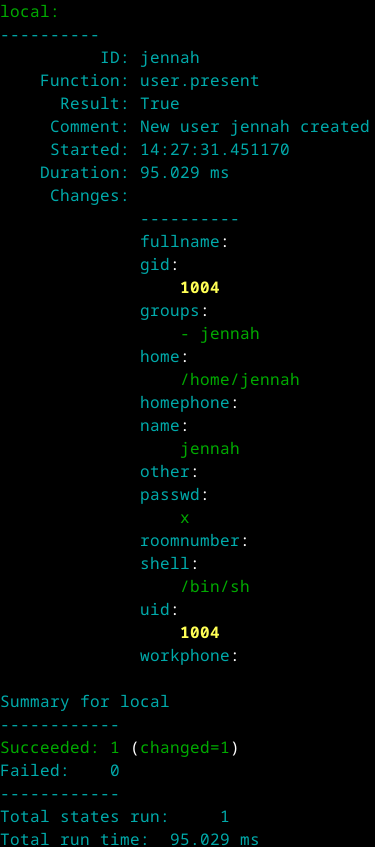 local:
----------
          ID: jennah
    Function: user.present
      Result: True
     Comment: New user jennah created
     Started: 14:27:31.451170
    Duration: 95.029 ms
     Changes:
              ----------
              fullname:
              gid:
                  1004
              groups:
                  - jennah
              home:
                  /home/jennah
              homephone:
              name:
                  jennah
              other:
              passwd:
                  x
              roomnumber:
              shell:
                  /bin/sh
              uid:
                  1004
              workphone:

Summary for local
------------
Succeeded: 1 (changed=1)
Failed:    0
------------
Total states run:     1
Total run time:  95.029 ms